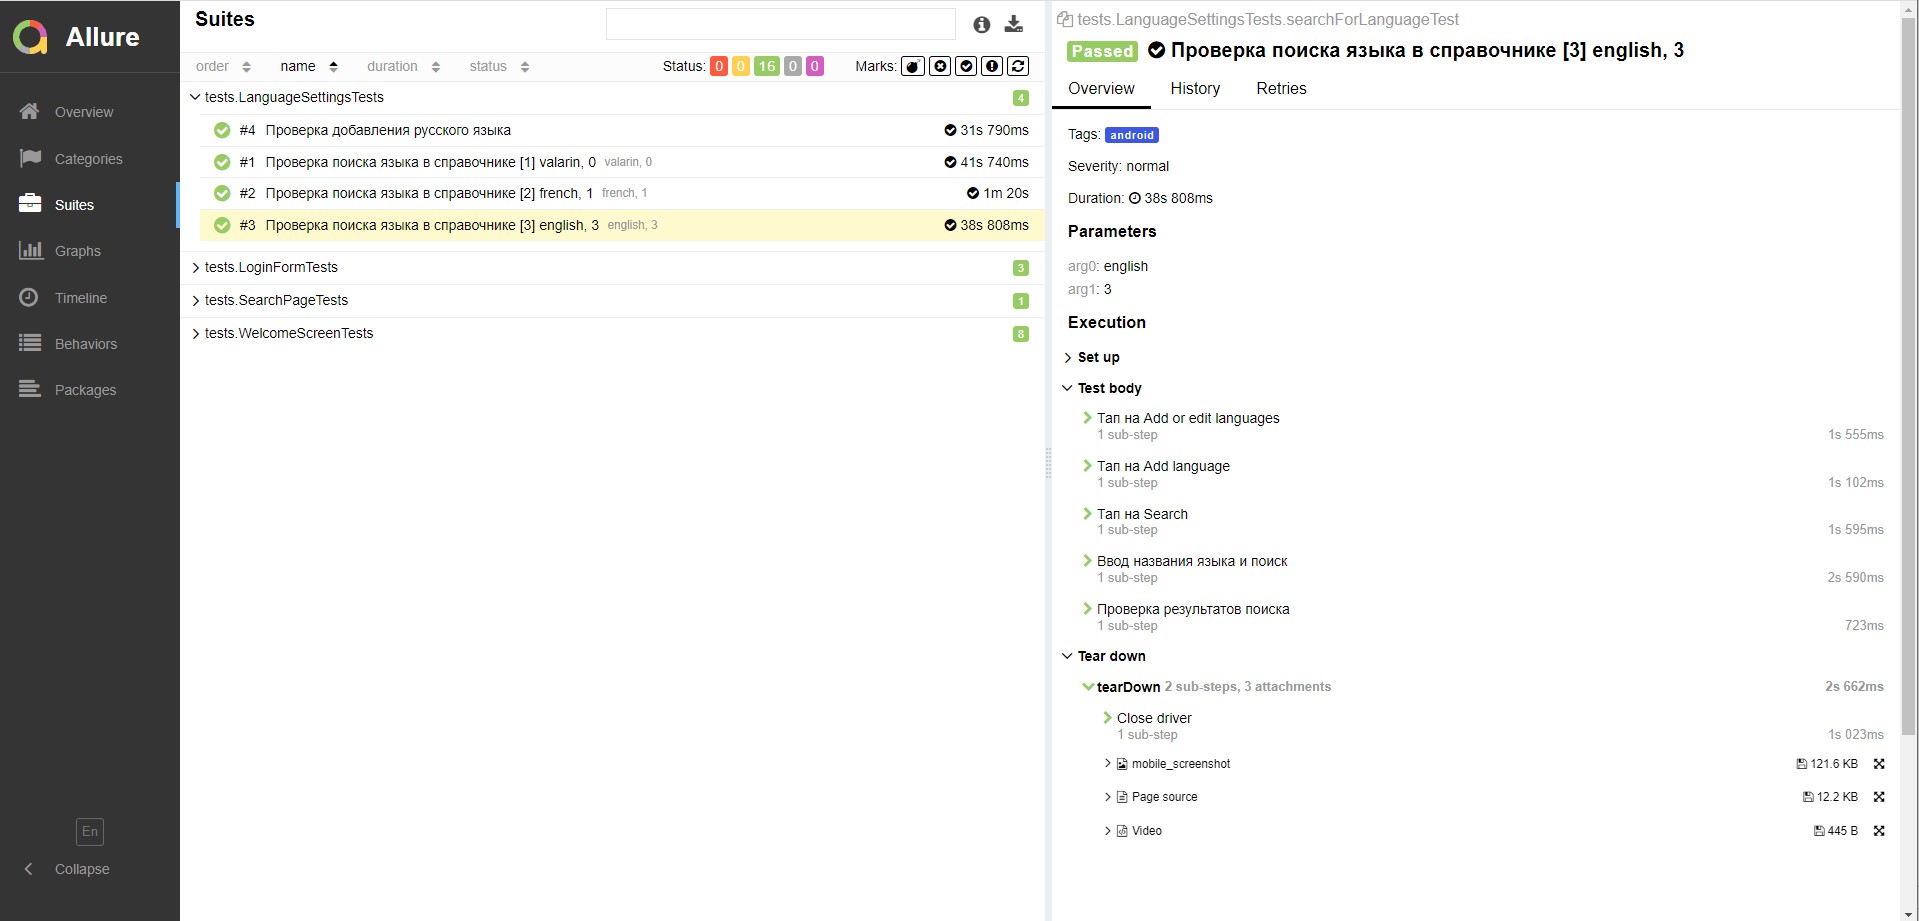 Allure
Overview
Categories
Suites
Graphs
Timeline
Behaviors
Packages
En
Collapse
Suites
order name duration status Status: 0 0 16 0 0 Marks:
tests.LanguageSettingsTests 4
#4 Проверка добавления русского языка 31s 790ms
#1 Проверка поиска языка в справочнике [1] valarin, 0 valarin, 0 41s 740ms
#2 Проверка поиска языка в справочнике [2] french, 1 french, 1 1m 20s
#3 Проверка поиска языка в справочнике [3] english, 3 english, 3 38s 808ms
tests.LoginFormTests 3
tests.SearchPageTests 1
tests.WelcomeScreenTests 8
tests.LanguageSettingsTests.searchForLanguageTest
Passed Проверка поиска языка в справочнике [3] english, 3
Overview History Retries
Tags: android
Severity: normal
Duration: 38s 808ms
Parameters
arg0: english
arg1: 3
Execution
Set up
Test body
Тап на Add or edit languages
1 sub-step 1s 555ms
Тап на Add language
1 sub-step 1s 102ms
Тап на Search
1 sub-step 1s 595ms
Ввод названия языка и поиск
1 sub-step 2s 590ms
Проверка результатов поиска
1 sub-step 723ms
Tear down
tearDown 2 sub-steps, 3 attachments 2s 662ms
Close driver
1 sub-step 1s 023ms
mobile_screenshot 121.6 KB
Page source 12.2 KB
Video 445 B